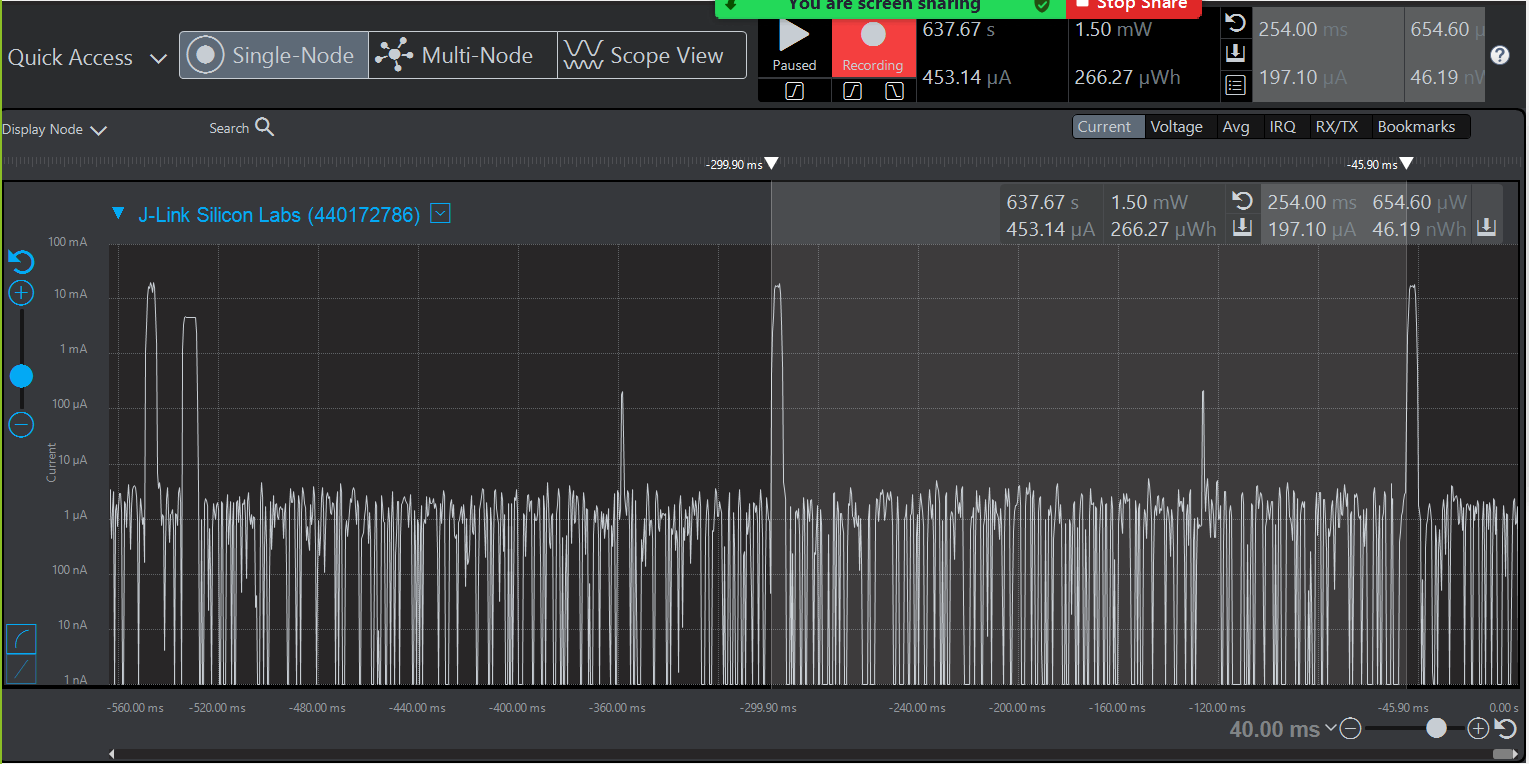 You are screen sharing
Stop Share
Quick Access
Single-Node
Multi-Node
Scope View
Paused
Recording
637.67 s
1.50 mW
453.14 µA
266.27 µWh
254.00 ms
654.60 µ
197.10 µA
46.19 nW
?
Display Node
Search
Current
Voltage
Avg
IRQ
RX/TX
Bookmarks
-299.90 ms
-45.90 ms
J-Link Silicon Labs (440172786)
637.67 s
1.50 mW
254.00 ms
654.60 µW
453.14 µA
266.27 µWh
197.10 µA
46.19 nWh
100 mA
10 mA
1 mA
100 µA
10 µA
1 µA
100 nA
10 nA
1 nA
Current
-560.00 ms
-520.00 ms
-480.00 ms
-440.00 ms
-400.00 ms
-360.00 ms
-299.90 ms
-240.00 ms
-200.00 ms
-160.00 ms
-120.00 ms
-45.90 ms
0.00 s
40.00 ms